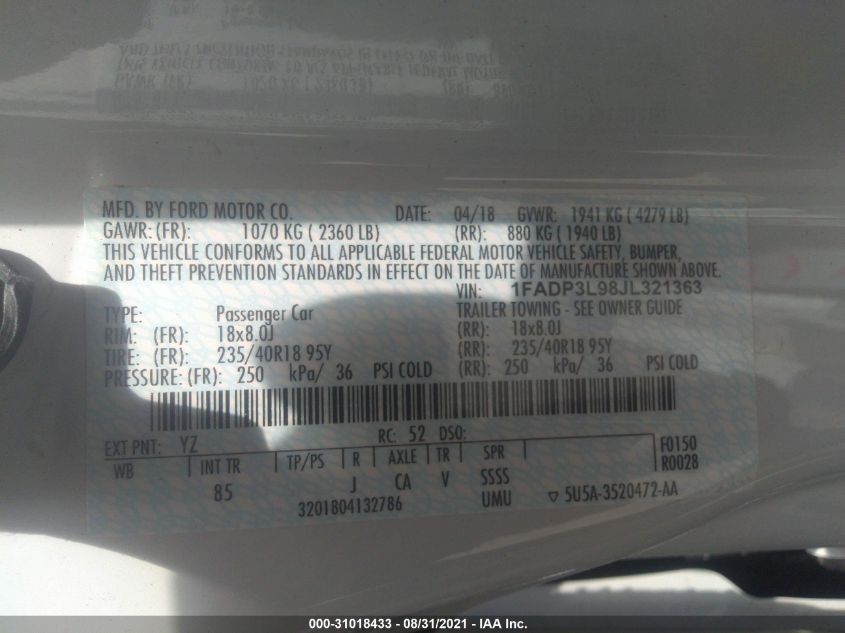 MFD. BY FORD MOTOR CO. DATE: 04/18 GVWR: 1941 KG ( 4279 LB)
GAWR: (FR): 1070 KG ( 2360 LB) (RR): 880 KG ( 1940 LB)
THIS VEHICLE CONFORMS TO ALL APPLICABLE FEDERAL MOTOR VEHICLE SAFETY, BUMPER,
AND THEFT PREVENTION STANDARDS IN EFFECT ON THE DATE OF MANUFACTURE SHOWN ABOVE.
VIN: 1FADP3L98JL321363
TYPE: Passenger Car TRAILER TOWING - SEE OWNER GUIDE
RIM: (FR): 18x8.0J (RR): 18x8.0J
TIRE: (FR): 235/40R18 95Y (RR): 235/40R18 95Y
PRESSURE: (FR): 250 kPa/ 36 PSI COLD (RR): 250 kPa/ 36 PSI COLD
EXT PNT: YZ RC: 52 DSO: F0150
WB INT TR TP/PS R AXLE TR SPR R0028
85 J CA V SSSS
3201804132786 UMU ▽ 5U5A-3520472-AA
000-31018433 - 08/31/2021 - IAA Inc.